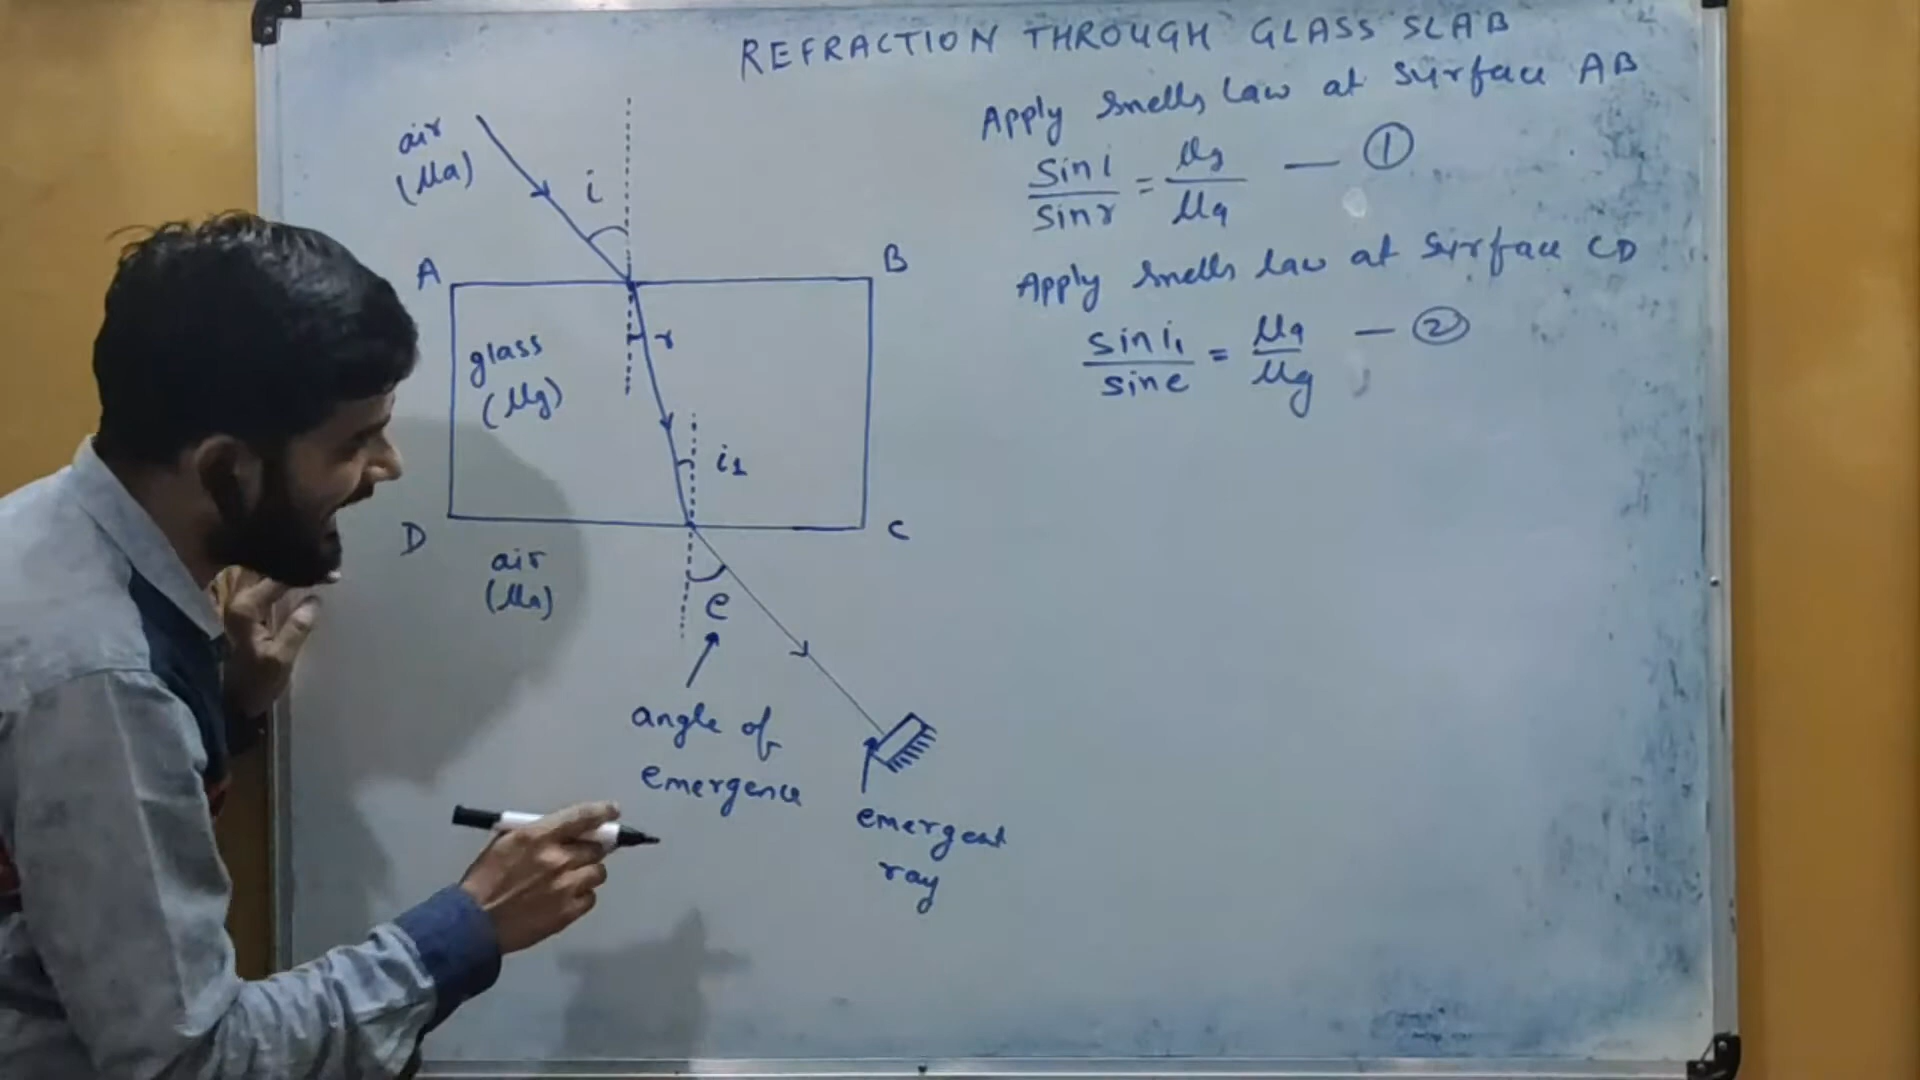 REFRACTION THROUGH GLASS SLAB
Apply Snells Law at surface AB
sin i / sin r = μg / μa — ①
Apply Snells law at surface CD
sin i₁ / sin e = μa / μg — ②
air
(μa)
i
A
B
glass
(μg)
r
i₁
D
C
air
(μa)
e
angle of
emergence
emergent
ray